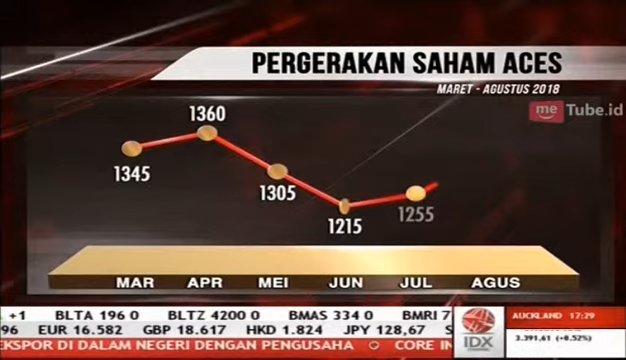 PERGERAKAN SAHAM ACES
MARET - AGUSTUS 2018
me Tube.id
1360
1345
1305
1215
1255
MAR APR MEI JUN JUL AGUS
+1 BLTA 196 0 BLTZ 4200 0 BMAS 334 0 BMRI 7
96 EUR 16.582 GBP 18.617 HKD 1.824 JPY 128,67 S
EKSPOR DI DALAM NEGERI DENGAN PENGUSAHA CORE IN
IDX
AUCKLAND 17:29
3.391,61 (+0.52%)